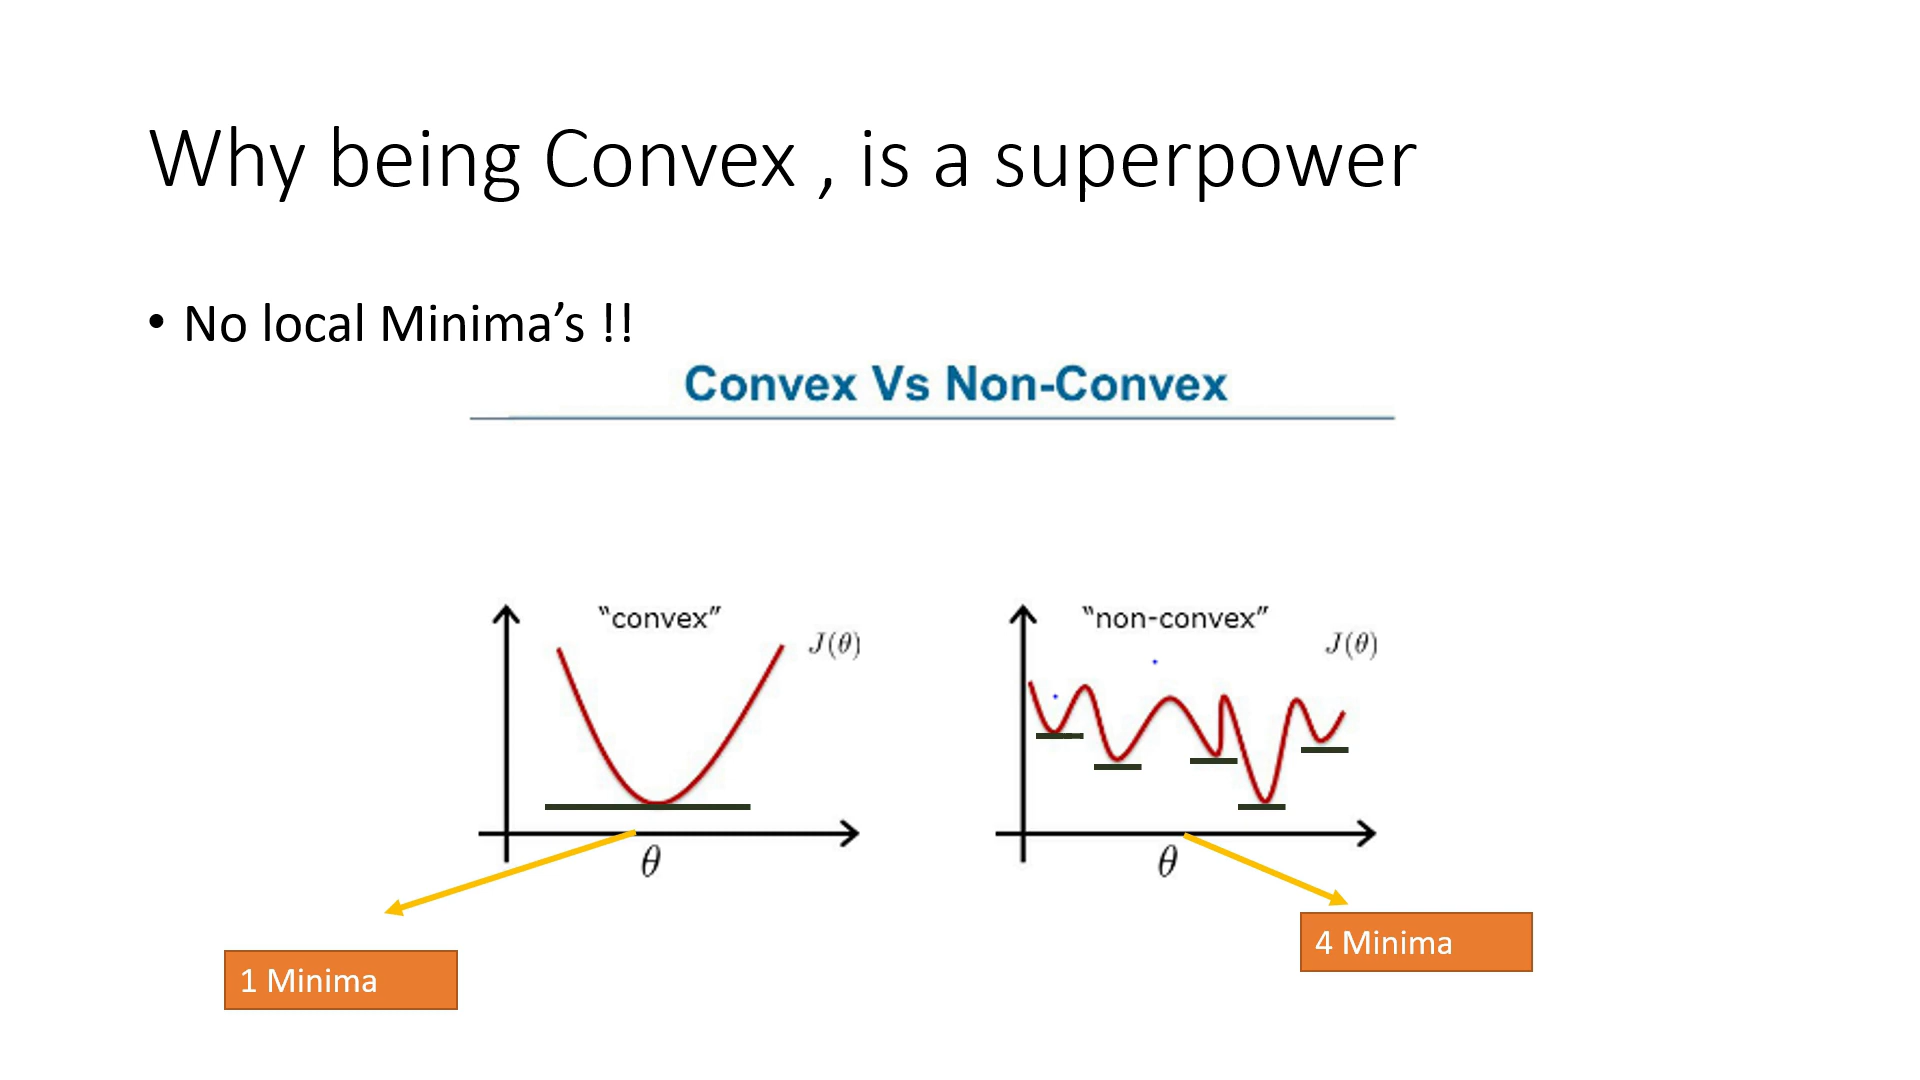 Why being Convex , is a superpower
• No local Minima’s !!
Convex Vs Non-Convex
“convex”
J(θ)
θ
“non-convex”
J(θ)
θ
1 Minima
4 Minima